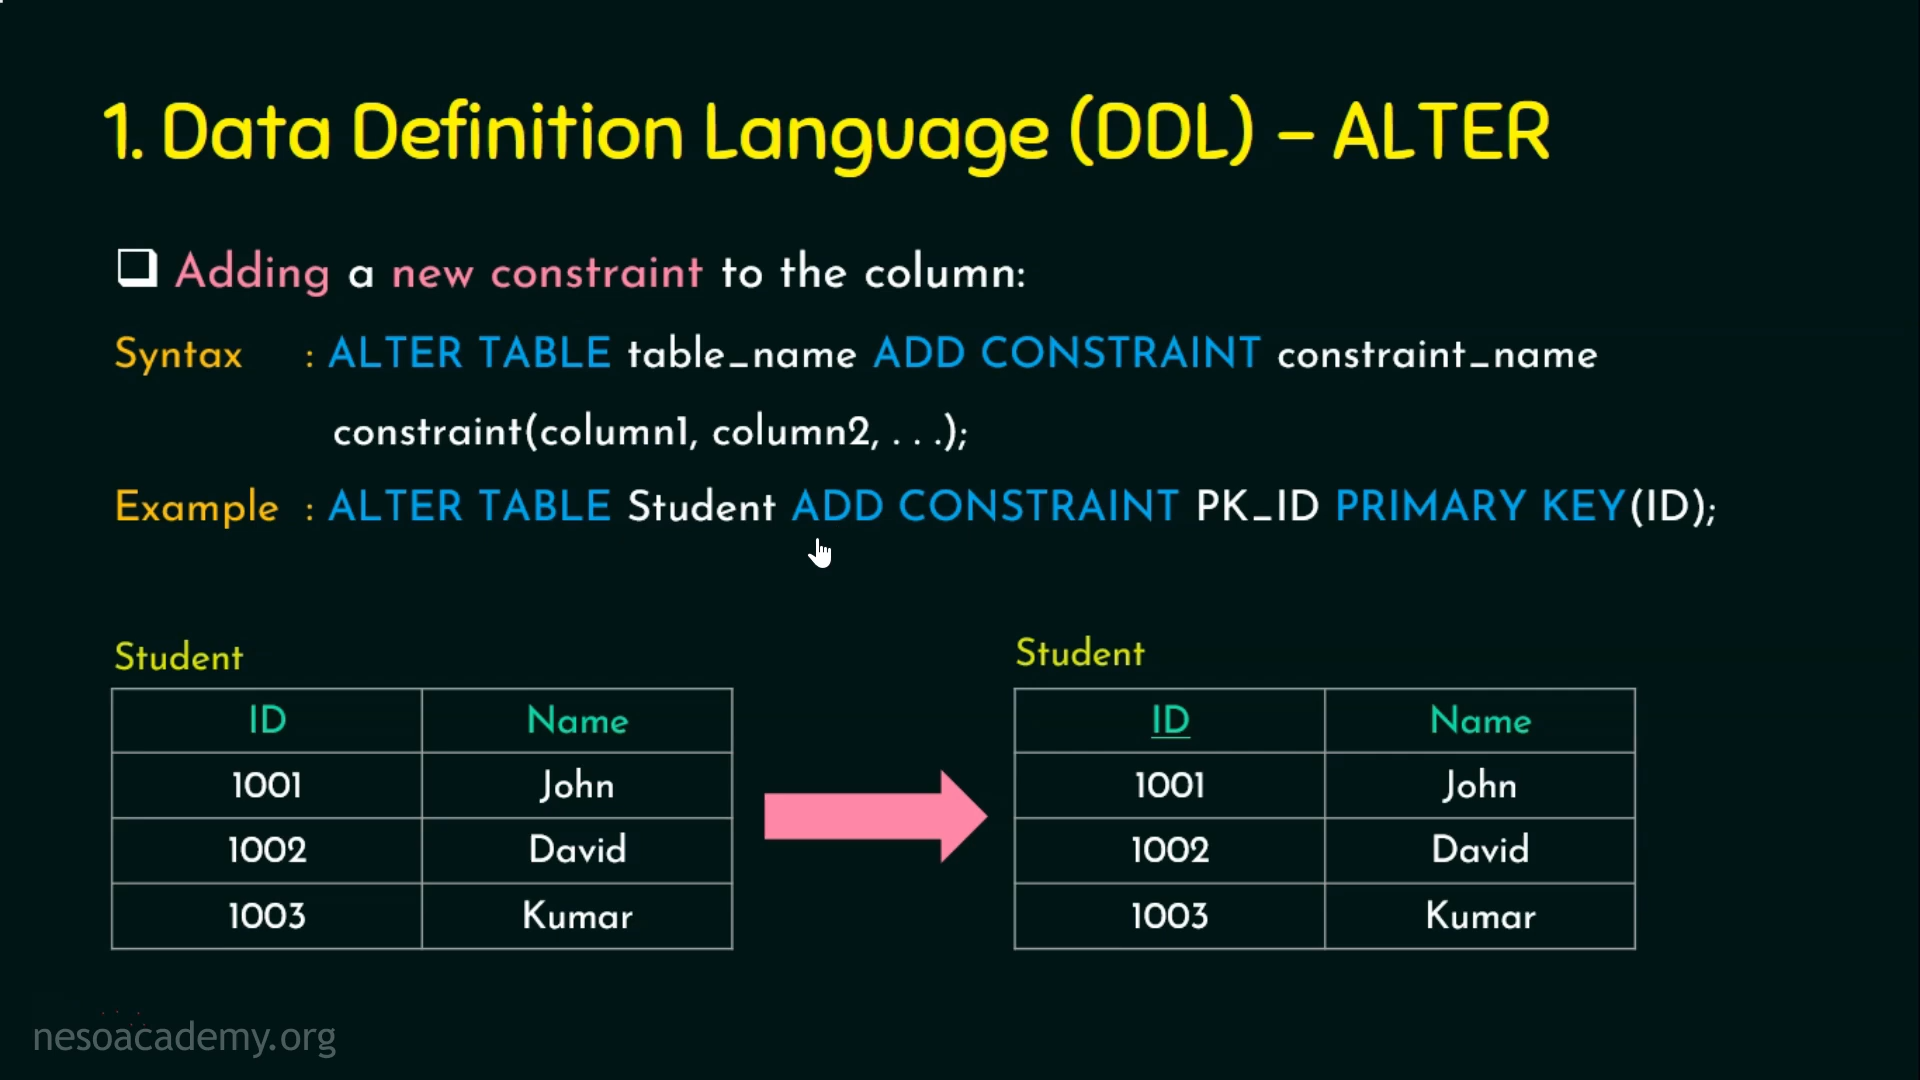 1. Data Definition Language (DDL) – ALTER
Adding a new constraint to the column:
Syntax : ALTER TABLE table_name ADD CONSTRAINT constraint_name
constraint(column1, column2, . . .);
Example : ALTER TABLE Student ADD CONSTRAINT PK_ID PRIMARY KEY(ID);
Student
ID Name
1001 John
1002 David
1003 Kumar
Student
ID Name
1001 John
1002 David
1003 Kumar
nesoacademy.org